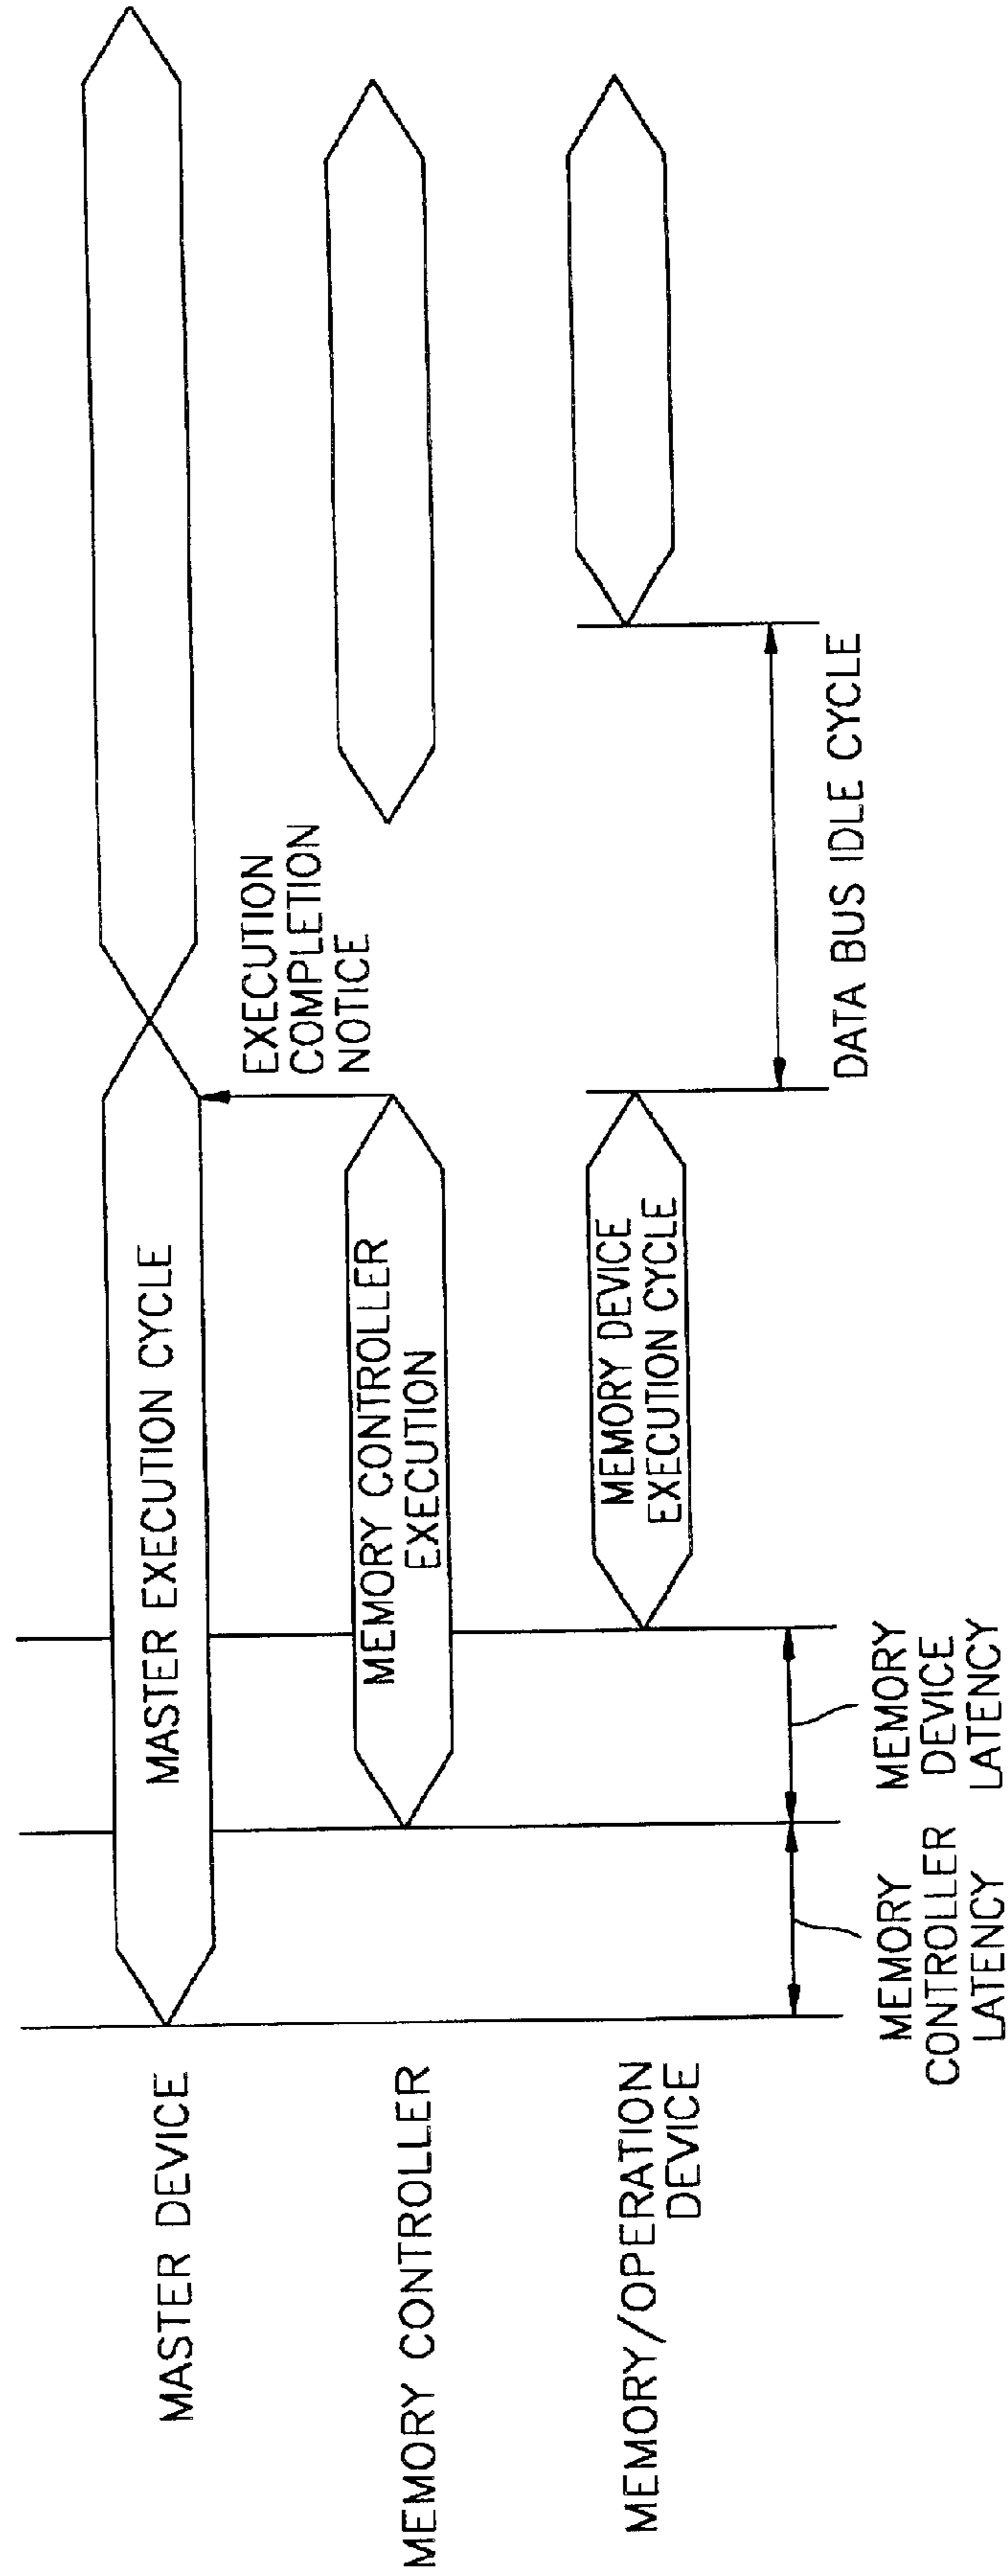 MASTER DEVICE
MASTER EXECUTION CYCLE
EXECUTION
COMPLETION
NOTICE
MEMORY CONTROLLER
MEMORY CONTROLLER
EXECUTION
MEMORY/OPERATION
DEVICE
MEMORY DEVICE
EXECUTION CYCLE
DATA BUS IDLE CYCLE
MEMORY
CONTROLLER
LATENCY
MEMORY
DEVICE
LATENCY